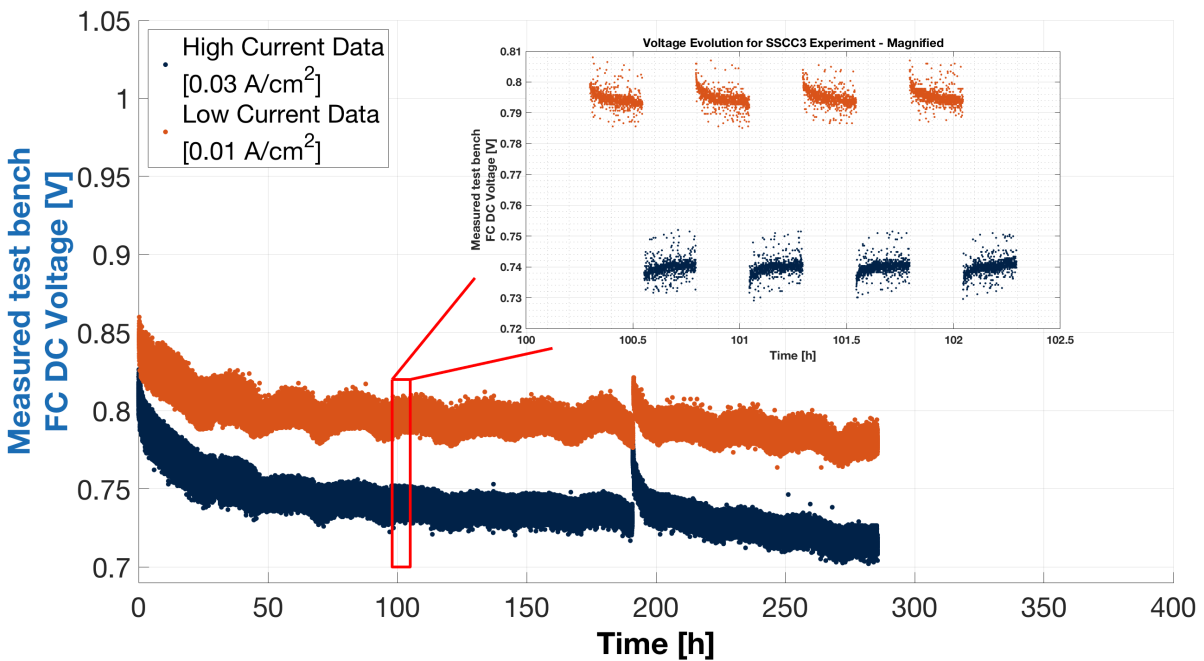 High Current Data
[0.03 A/cm²]
Low Current Data
[0.01 A/cm²]
Measured test bench
FC DC Voltage [V]
1.05
1
0.95
0.9
0.85
0.8
0.75
0.7
0 50 100 150 200 250 300 350 400
Time [h]
Voltage Evolution for SSCC3 Experiment - Magnified
Measured test bench
FC DC Voltage [V]
0.81
0.8
0.79
0.78
0.77
0.76
0.75
0.74
0.73
0.72
100 100.5 101 101.5 102 102.5
Time [h]